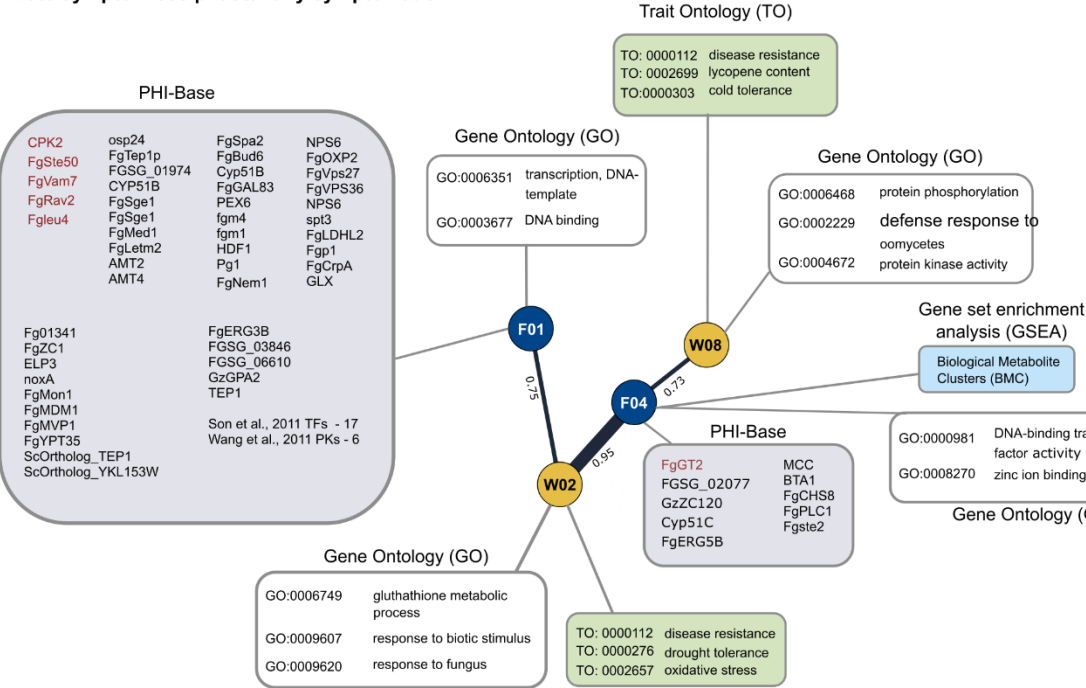 Trait Ontology (TO)
TO: 0000112 disease resistance
TO: 0002699 lycopene content
TO:0000303 cold tolerance
PHI-Base
CPK2
FgSte50
FgVam7
FgRav2
Fgleu4
osp24
FgTep1p
FGSG_01974
CYP51B
FgSge1
FgSge1
FgMed1
FgLetm2
AMT2
AMT4
FgSpa2
FgBud6
Cyp51B
FgGAL83
PEX6
fgm4
fgm1
HDF1
Pg1
FgNem1
NPS6
FgOXP2
FgVps27
FgVPS36
NPS6
spt3
FgLDHL2
Fgp1
FgCrpA
GLX
Fg01341
FgZC1
ELP3
noxA
FgMon1
FgMDM1
FgMVP1
FgYPT35
ScOrtholog_TEP1
ScOrtholog_YKL153W
FgERG3B
FGSG_03846
FGSG_06610
GzGPA2
TEP1
Son et al., 2011 TFs - 17
Wang et al., 2011 PKs - 6
Gene Ontology (GO)
GO:0006351 transcription, DNA-
template
GO:0003677 DNA binding
Gene Ontology (GO)
GO:0006468 protein phosphorylation
GO:0002229 defense response to
oomycetes
GO:0004672 protein kinase activity
F01
W08
F04
W02
0.75
0.73
0.95
Gene set enrichment
analysis (GSEA)
Biological Metabolite
Clusters (BMC)
PHI-Base
FgGT2
FGSG_02077
GzZC120
Cyp51C
FgERG5B
MCC
BTA1
FgCHS8
FgPLC1
Fgste2
GO:0000981 DNA-binding tra
factor activity
GO:0008270 zinc ion binding
Gene Ontology (
Gene Ontology (GO)
GO:0006749 gluthathione metabolic
process
GO:0009607 response to biotic stimulus
GO:0009620 response to fungus
TO: 0000112 disease resistance
TO: 0000276 drought tolerance
TO: 0002657 oxidative stress